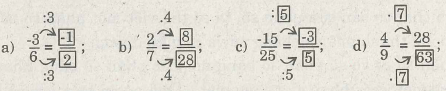 :3 .4 :5 .7
a) -3/6 = -1/2 ; b) 2/7 = 8/28 ; c) -15/25 = -3/5 ; d) 4/9 = 28/63 ;
:3 .4 :5 .7